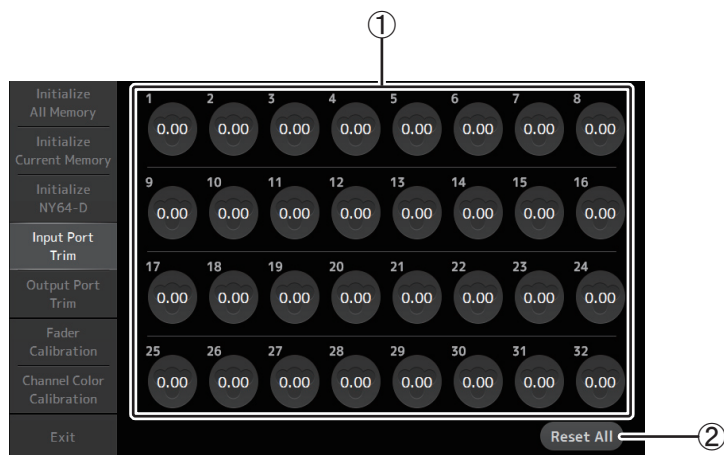 ①
Initialize
All Memory
Initialize
Current Memory
Initialize
NY64-D
Input Port
Trim
Output Port
Trim
Fader
Calibration
Channel Color
Calibration
Exit
1 2 3 4 5 6 7 8
0.00 0.00 0.00 0.00 0.00 0.00 0.00 0.00
9 10 11 12 13 14 15 16
0.00 0.00 0.00 0.00 0.00 0.00 0.00 0.00
17 18 19 20 21 22 23 24
0.00 0.00 0.00 0.00 0.00 0.00 0.00 0.00
25 26 27 28 29 30 31 32
0.00 0.00 0.00 0.00 0.00 0.00 0.00 0.00
Reset All ②